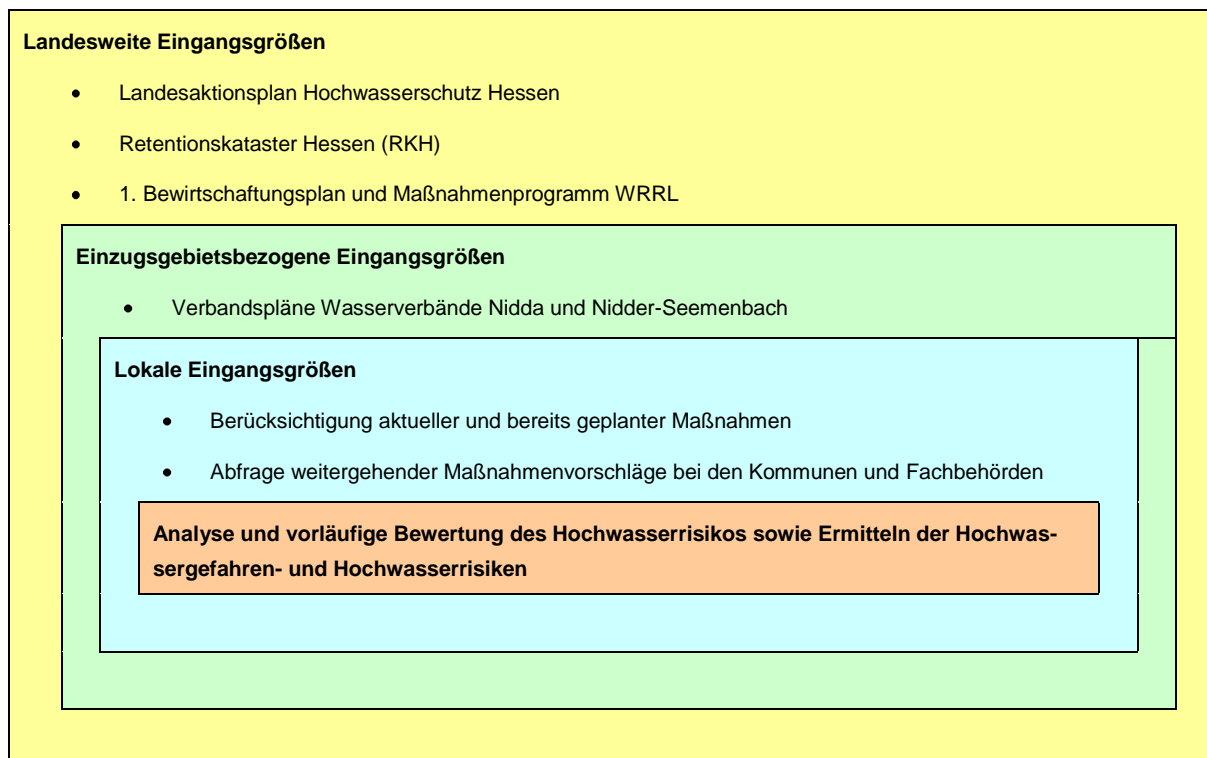 Landesweite Eingangsgrößen
• Landesaktionsplan Hochwasserschutz Hessen
• Retentionskataster Hessen (RKH)
• 1. Bewirtschaftungsplan und Maßnahmenprogramm WRRL
Einzugsgebietsbezogene Eingangsgrößen
• Verbandspläne Wasserverbände Nidda und Nidder-Seemenbach
Lokale Eingangsgrößen
• Berücksichtigung aktueller und bereits geplanter Maßnahmen
• Abfrage weitergehender Maßnahmenvorschläge bei den Kommunen und Fachbehörden
Analyse und vorläufige Bewertung des Hochwasserrisikos sowie Ermitteln der Hochwas-
sergefahren- und Hochwasserrisiken